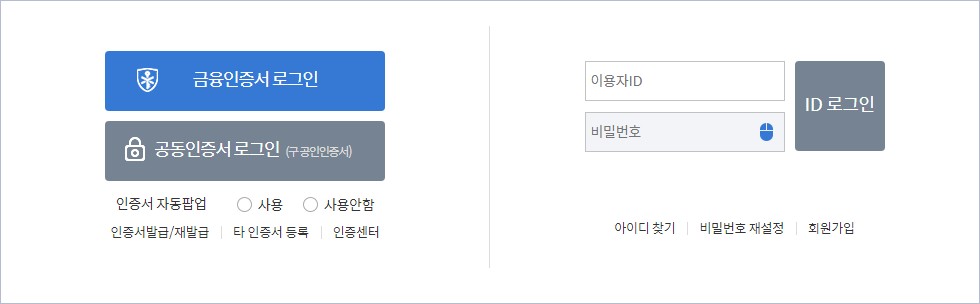 금융인증서 로그인
공동인증서 로그인 (구 공인인증서)
인증서 자동팝업 사용 사용안함
인증서발급/재발급 타 인증서 등록 인증센터
이용자ID
비밀번호
ID 로그인
아이디 찾기 비밀번호 재설정 회원가입